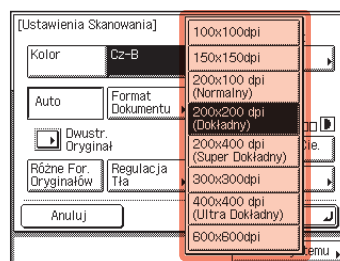 [Ustawienia Skanowania]
Kolor
Cz-B
Auto
Format
Dokumentu
Dwustr.
Oryginał
Różne For.
Oryginałów
Regulacja
Tła
Anuluj
100x100dpi
150x150dpi
200x100 dpi
(Normalny)
200x200 dpi
(Dokładny)
200x400 dpi
(Super Dokładny)
300x300dpi
400x400 dpi
(Ultra Dokładny)
600x600dpi